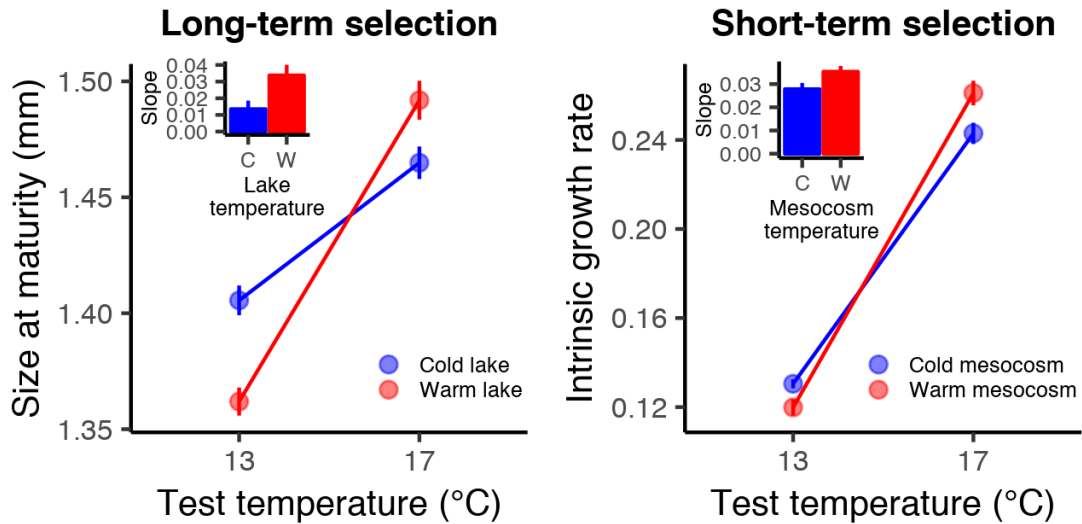 Long-term selection
Size at maturity (mm)
1.50
1.45
1.40
1.35
Slope
0.04
0.03
0.02
0.01
0.00
C W
Lake
temperature
Cold lake
Warm lake
13 17
Test temperature (°C)
Short-term selection
Intrinsic growth rate
0.24
0.20
0.16
0.12
Slope
0.03
0.02
0.01
0.00
C W
Mesocosm
temperature
Cold mesocosm
Warm mesocosm
13 17
Test temperature (°C)